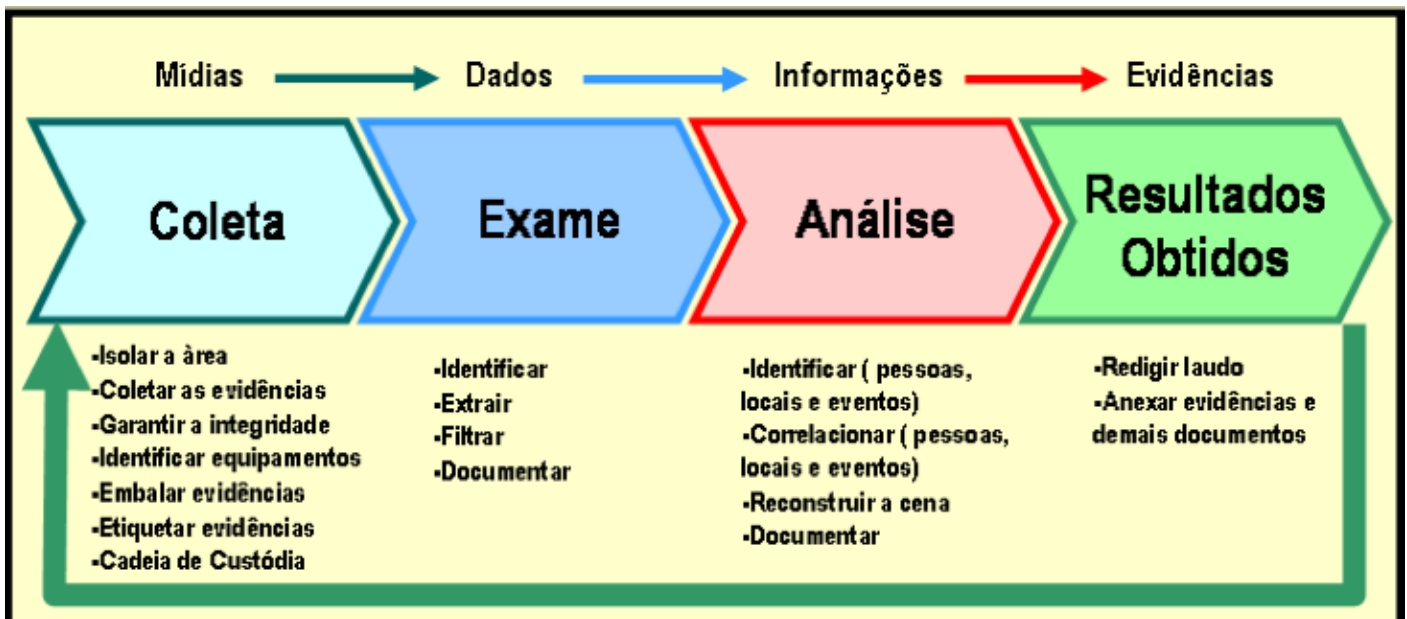 Mídias
Dados
Informações
Evidências
Coleta
Exame
Análise
Resultados
Obtidos
-Isolar a àrea
-Coletar as evidências
-Garantir a integridade
-Identificar equipamentos
-Embalar evidências
-Etiquetar evidências
-Cadeia de Custódia
-Identificar
-Extrair
-Filtrar
-Documentar
-Identificar ( pessoas,
locais e eventos)
-Correlacionar ( pessoas,
locais e eventos)
-Reconstruir a cena
-Documentar
-Redigir laudo
-Anexar evidências e
demais documentos